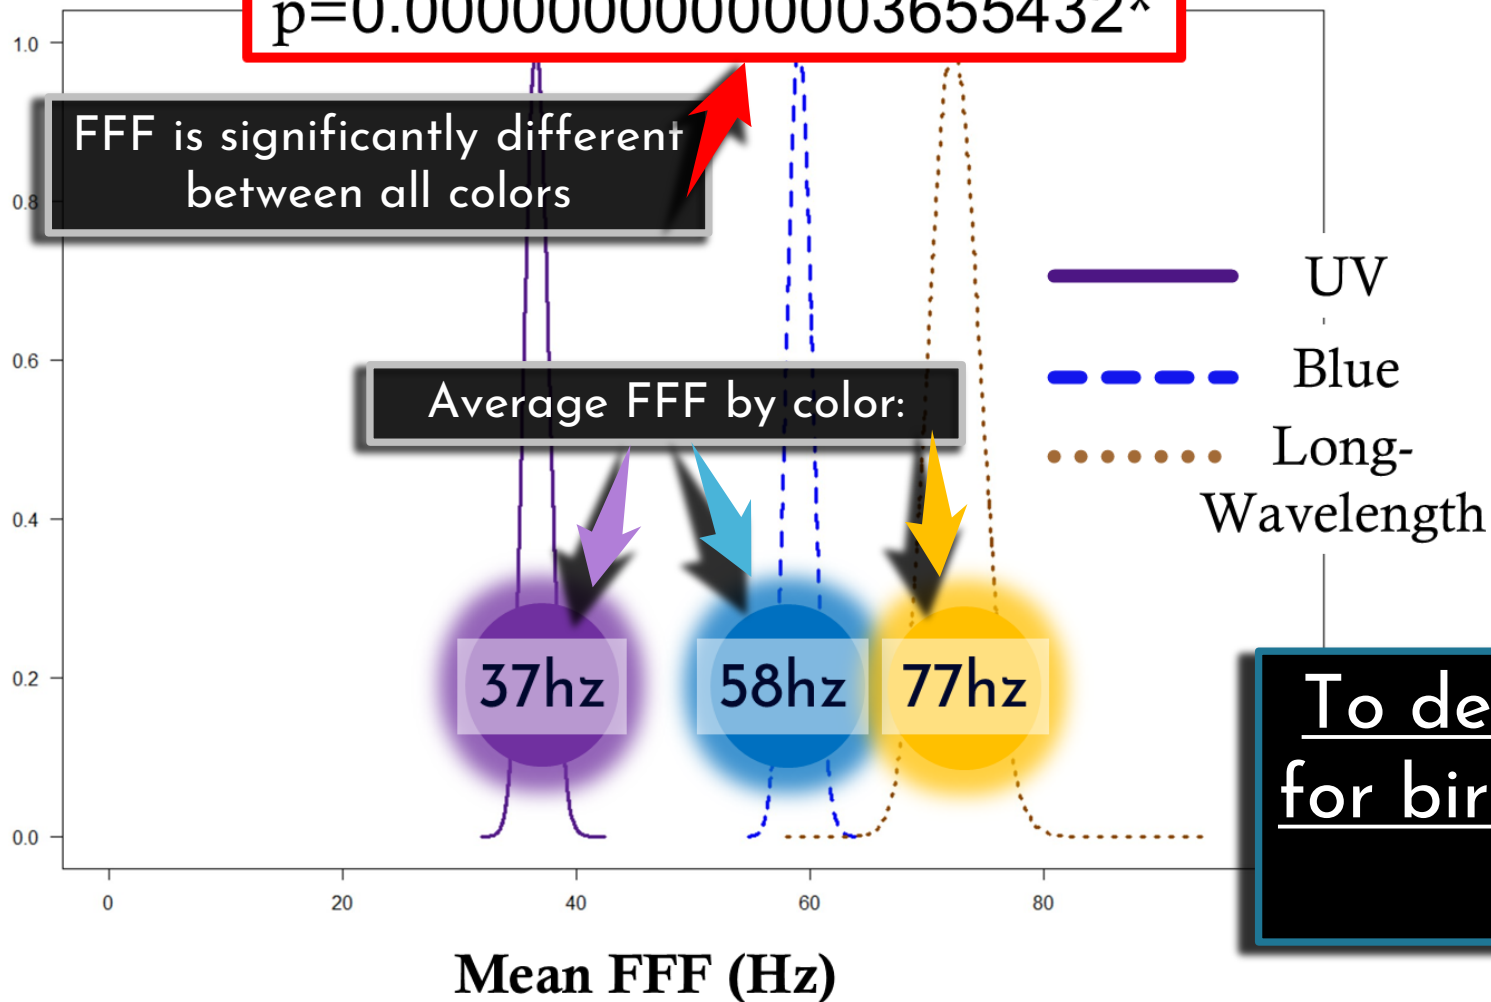 p=0.0000000000003655432*
1.0
FFF is significantly different
between all colors
0.8
UV
0.6
Blue
Average FFF by color:
Long-
Wavelength
0.4
37hz 58hz 77hz
0.2
To de
for bir
0.0
0 20 40 60 80
Mean FFF (Hz)